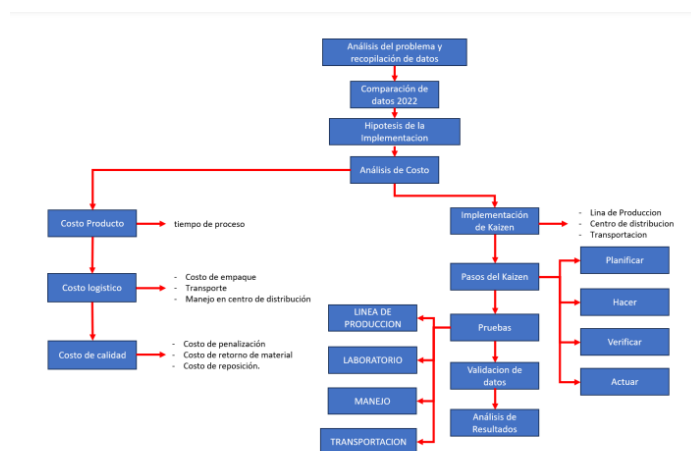 Análisis del problema y
recopilación de datos
Comparación de
datos 2022
Hipotesis de la
Implementacion
Análisis de Costo
Costo Producto
tiempo de proceso
Implementación
de Kaizen
- Lina de Produccion
- Centro de distribucion
- Transportacion
Costo logístico
- Costo de empaque
- Transporte
- Manejo en centro de distribución
Pasos del Kaizen
Planificar
Hacer
Verificar
Actuar
Costo de calidad
- Costo de penalización
- Costo de retorno de material
- Costo de reposición.
Pruebas
LINEA DE
PRODUCCION
LABORATORIO
MANEJO
TRANSPORTACION
Validacion de
datos
Análisis de
Resultados